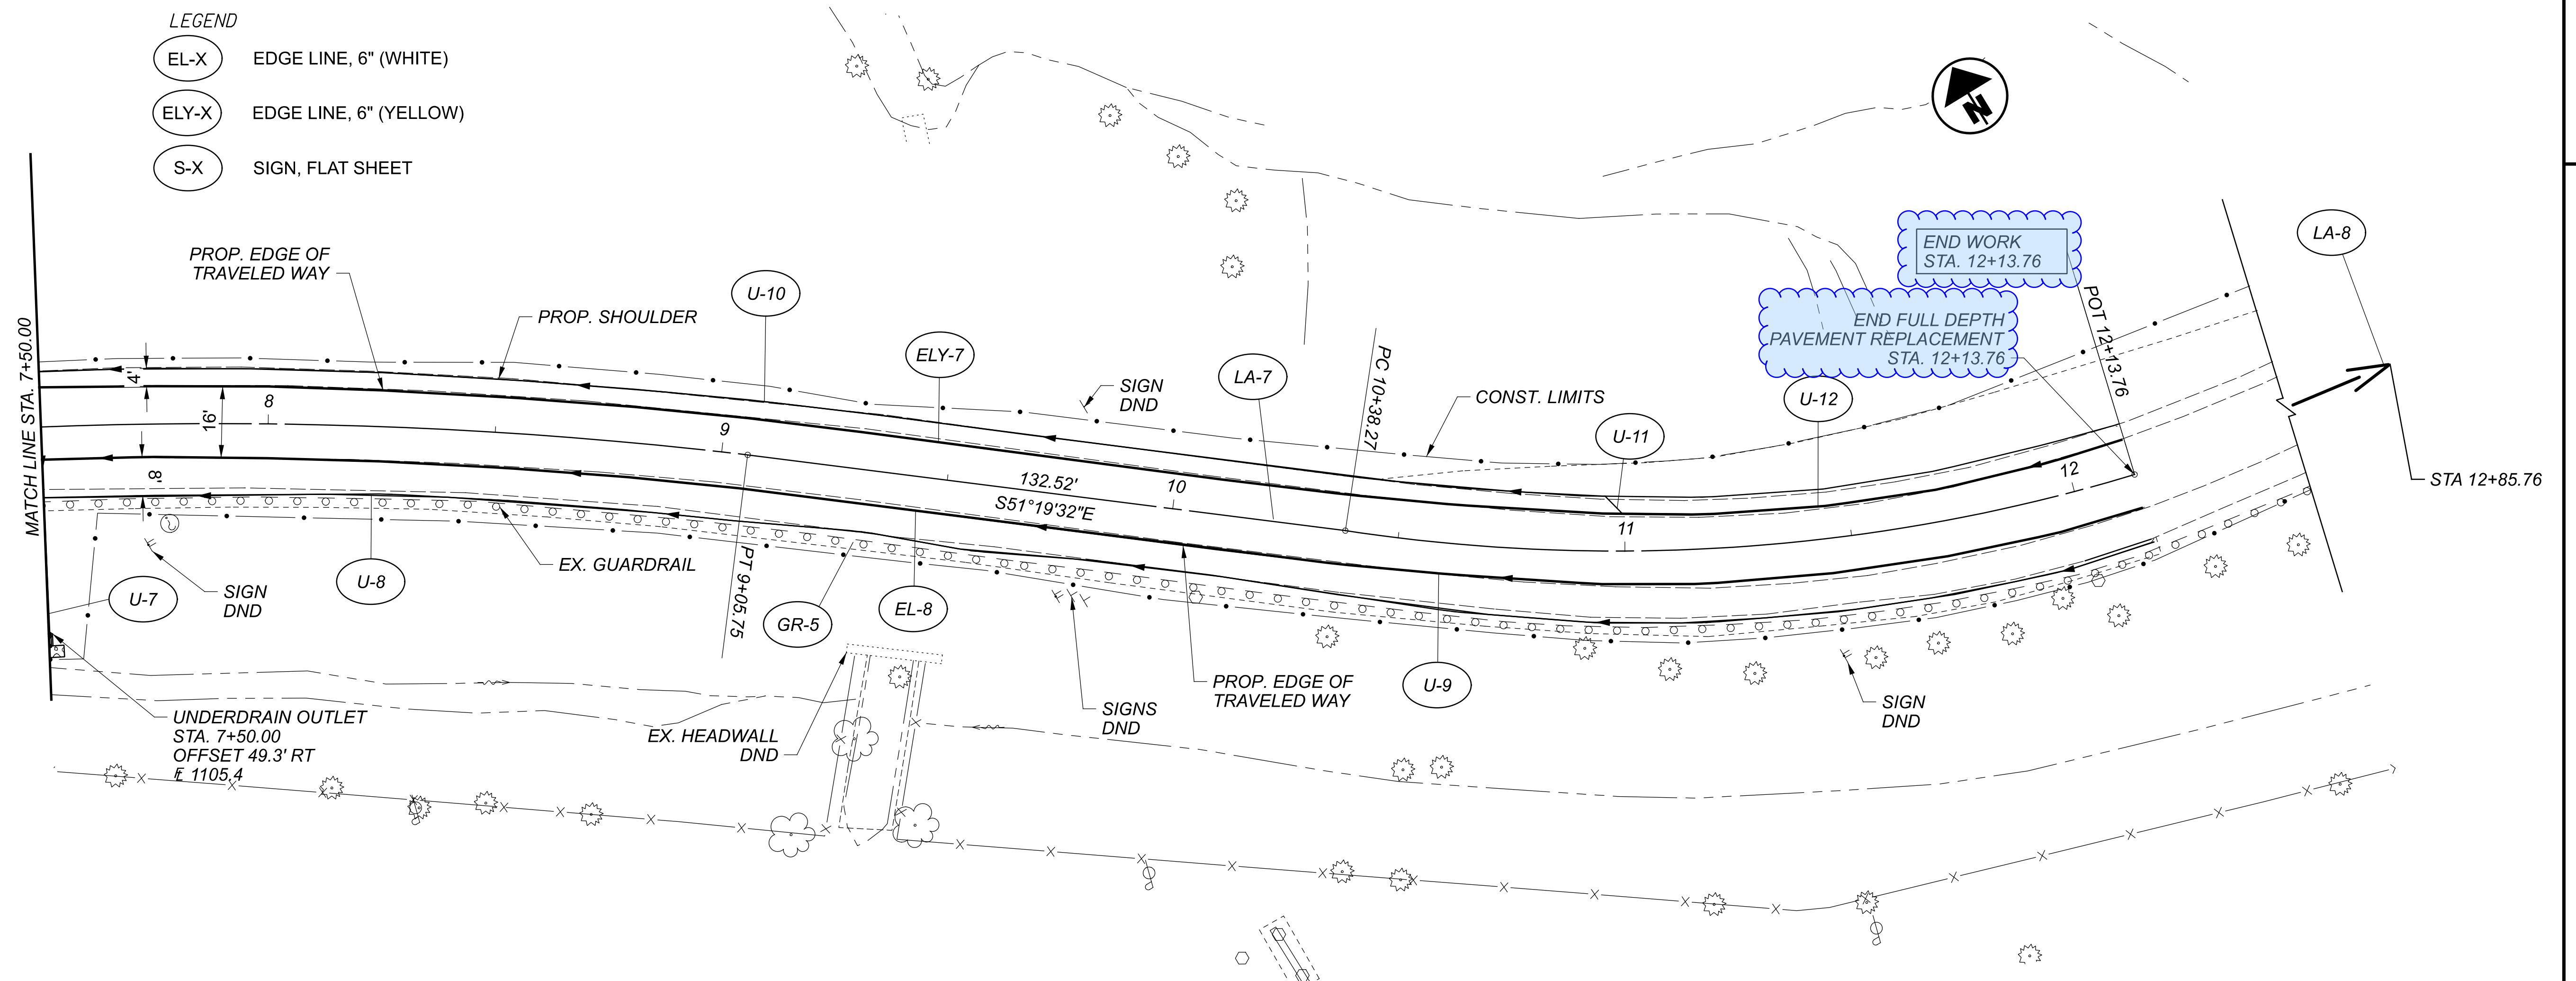 LEGEND
EL-X EDGE LINE, 6" (WHITE)
ELY-X EDGE LINE, 6" (YELLOW)
S-X SIGN, FLAT SHEET
N
LA-8
END WORK
STA. 12+13.76
END FULL DEPTH
PAVEMENT REPLACEMENT
STA. 12+13.76
POT 12+13.76
PROP. EDGE OF
TRAVELED WAY
PROP. SHOULDER
U-10
ELY-7
LA-7
SIGN
DND
PC 10+38.27
CONST. LIMITS
U-11
U-12
MATCH LINE STA. 7+50.00
4'
16'
8'
8
9
10
11
12
132.52'
S51°19'32"E
STA 12+85.76
U-7
SIGN
DND
U-8
EX. GUARDRAIL
PT 9+05.75
GR-5
EL-8
SIGNS
DND
PROP. EDGE OF
TRAVELED WAY
U-9
SIGN
DND
UNDERDRAIN OUTLET
STA. 7+50.00
OFFSET 49.3' RT
1105.4
EX. HEADWALL
DND